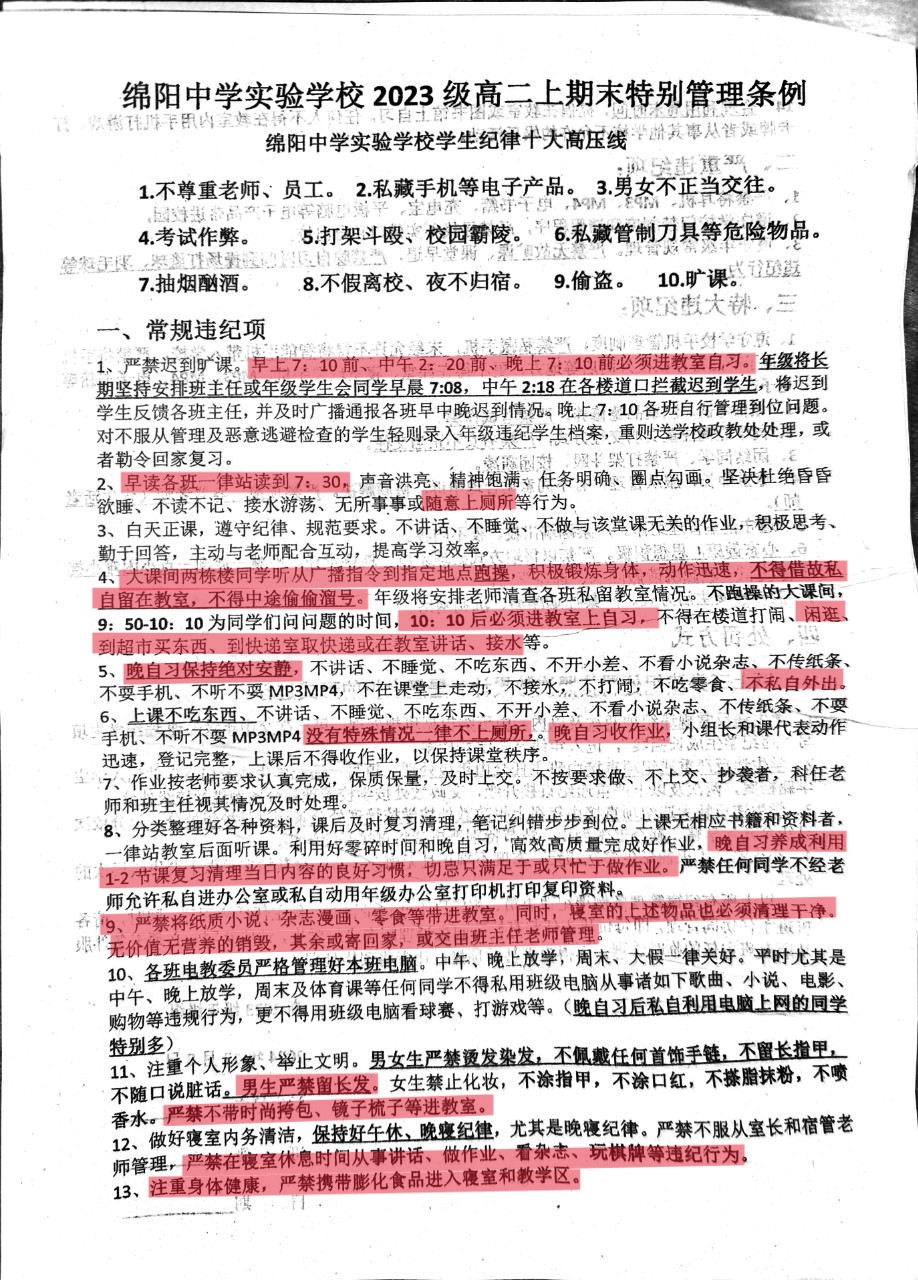 绵阳中学实验学校 2023 级高二上期末特别管理条例
绵阳中学实验学校学生纪律十大高压线
1.不尊重老师、员工。 2.私藏手机等电子产品。 3.男女不正当交往。
4.考试作弊。 5.打架斗殴、校园霸陵。 6.私藏管制刀具等危险物品。
7.抽烟酗酒。 8.不假离校、夜不归宿。 9.偷盗。 10.旷课。
一、常规违纪项
1、严禁迟到旷课。早上 7：10 前、中午 2：20 前、晚上 7：10 前必须进教室自习。年级将长
期坚持安排班主任或年级学生会同学早晨 7:08，中午 2:18 在各楼道口拦截迟到学生，将迟到
学生反馈各班主任，并及时广播通报各班早中晚迟到情况。晚上 7：10 各班自行管理到位问题。
对不服从管理及恶意逃避检查的学生轻则录入年级违纪学生档案，重则送学校政教处处理，或
者勒令回家复习。
2、早读各班一律站读到 7：30，声音洪亮、精神饱满、任务明确、圈点勾画。坚决杜绝昏昏
欲睡、不读不记、接水游荡、无所事事或随意上厕所等行为。
3、白天正课，遵守纪律、规范要求。不讲话、不睡觉、不做与该堂课无关的作业，积极思考、
勤于回答，主动与老师配合互动，提高学习效率。
4、大课间两栋楼同学听从广播指令到指定地点跑操，积极锻炼身体，动作迅速，不得借故私
自留在教室，不得中途偷偷溜号。年级将安排老师清查各班私留教室情况。不跑操的大课间，
9：50-10：10 为同学们问问题的时间，10：10 后必须进教室上自习，不得在楼道打闹、闲逛、
到超市买东西、到快递室取快递或在教室讲话、接水等。
5、晚自习保持绝对安静，不讲话、不睡觉、不吃东西、不开小差、不看小说杂志、不传纸条、
不耍手机、不听不耍 MP3MP4，不在课堂上走动，不接水，不打闹，不吃零食、不私自外出。
6、上课不吃东西、不讲话、不睡觉、不吃东西、不开小差、不看小说杂志、不传纸条、不耍
手机、不听不耍 MP3MP4 没有特殊情况一律不上厕所，。晚自习收作业，小组长和课代表动作
迅速，登记完整，上课后不得收作业，以保持课堂秩序。
7、作业按老师要求认真完成，保质保量，及时上交。不按要求做、不上交、抄袭者，科任老
师和班主任视其情况及时处理。
8、分类整理好各种资料，课后及时复习清理，笔记纠错步步到位。上课无相应书籍和资料者，
一律站教室后面听课。利用好零碎时间和晚自习，高效高质量完成好作业，晚自习养成利用
1-2 节课复习清理当日内容的良好习惯，切忌只满足于或只忙于做作业。严禁任何同学不经老
师允许私自进办公室或私自动用年级办公室打印机打印复印资料。
9、严禁将纸质小说、杂志漫画、零食等带进教室。同时，寝室的上述物品也必须清理干净。
无价值无营养的销毁，其余或寄回家，或交由班主任老师管理。
10、各班电教委员严格管理好本班电脑。中午、晚上放学，周末、大假一律关好。平时尤其是
中午、晚上放学，周末及体育课等任何同学不得私用班级电脑从事诸如下歌曲、小说、电影、
购物等违规行为，更不得用班级电脑看球赛、打游戏等。（晚自习后私自利用电脑上网的同学
特别多）
11、注重个人形象、举止文明。男女生严禁烫发染发，不佩戴任何首饰手链，不留长指甲，
不随口说脏话。男生严禁留长发。女生禁止化妆，不涂指甲，不涂口红，不搽脂抹粉，不喷
香水。严禁不带时尚挎包、镜子梳子等进教室。
12、做好寝室内务清洁，保持好午休、晚寝纪律，尤其是晚寝纪律。严禁不服从室长和宿管老
师管理，严禁在寝室休息时间从事讲话、做作业、看杂志、玩棋牌等违纪行为。
13、注重身体健康，严禁携带膨化食品进入寝室和教学区。